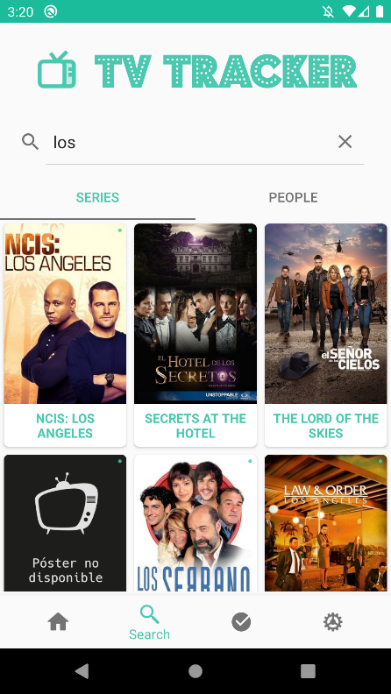 3:20
TV TRACKER
los
SERIES
PEOPLE
NCIS:
LOS ANGELES
EL HOTEL DE LOS
SECRETOS
UNSTOPPABLE
el SEÑOR
de los
CIELOS
NCIS: LOS
ANGELES
SECRETS AT THE
HOTEL
THE LORD OF THE
SKIES
Póster no
disponible
LOS SERRANO
LAW & ORDER
LOS ANGELES
Search